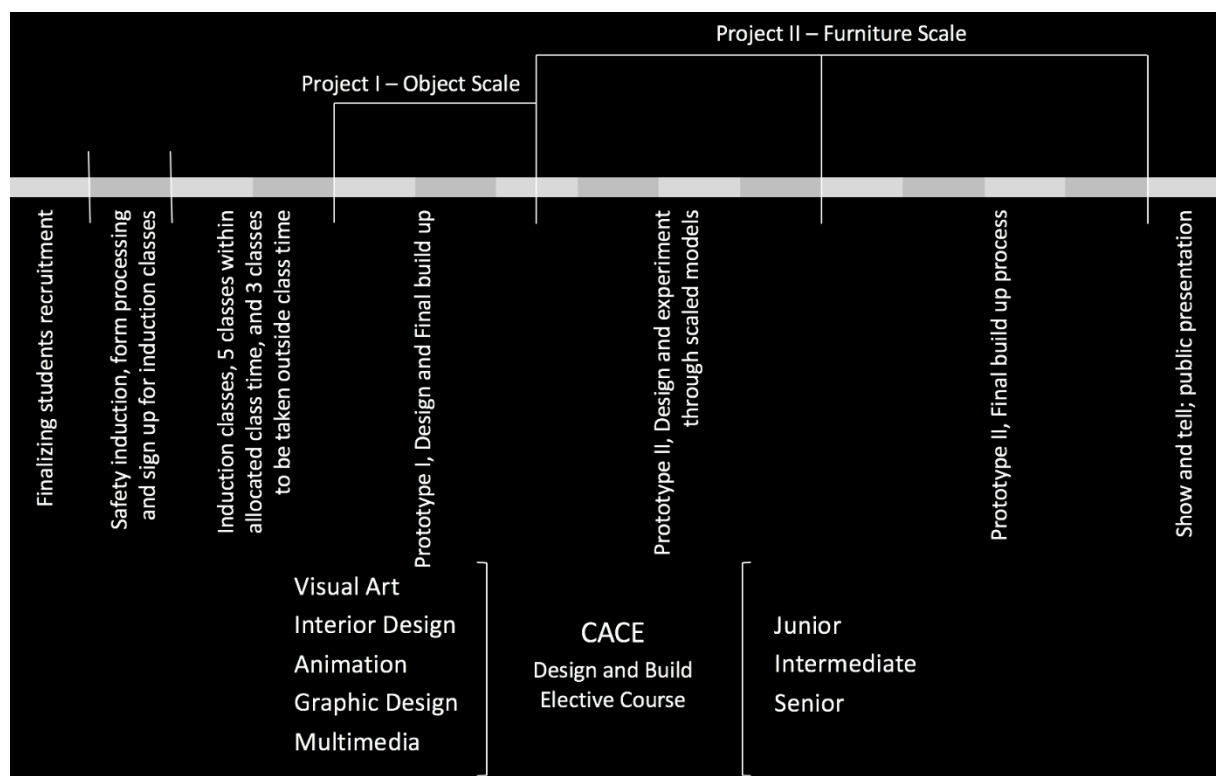 Project II – Furniture Scale
Project I – Object Scale
Finalizing students recruitment
Safety induction, form processing
and sign up for induction classes
Induction classes, 5 classes within
allocated class time, and 3 classes
to be taken outside class time
Prototype I, Design and Final build up
Prototype II, Design and experiment
through scaled models
Prototype II, Final build up process
Show and tell; public presentation
Visual Art
Interior Design
Animation
Graphic Design
Multimedia
CACE
Design and Build
Elective Course
Junior
Intermediate
Senior